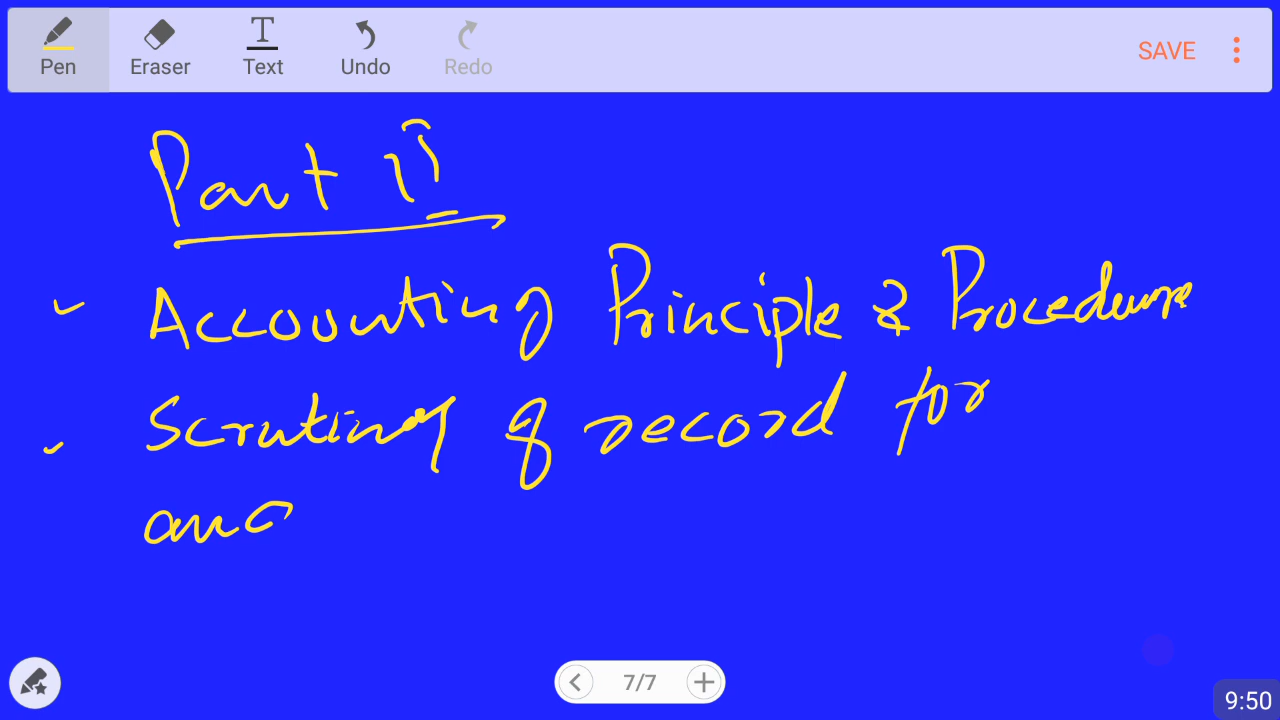 Pen Eraser Text Undo Redo SAVE
Part ii
Accounting Principle & Procedure
Scrutiny of record for
7/7
9:50